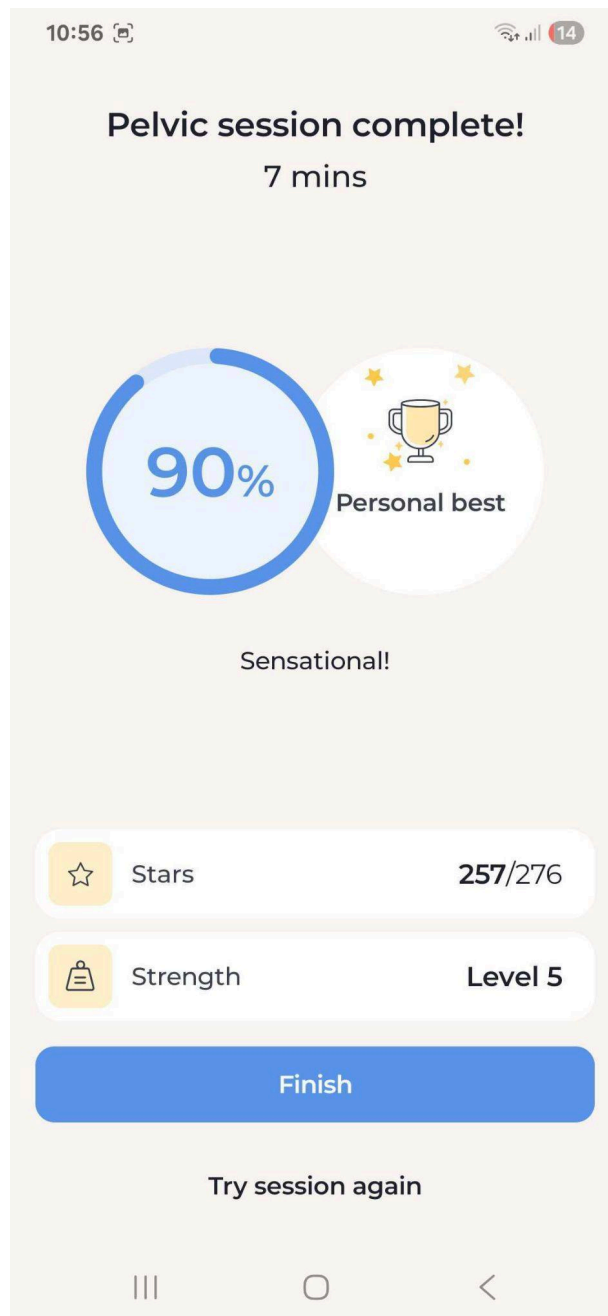 10:56
14
Pelvic session complete!
7 mins
90%
Personal best
Sensational!
Stars 257/276
Strength Level 5
Finish
Try session again